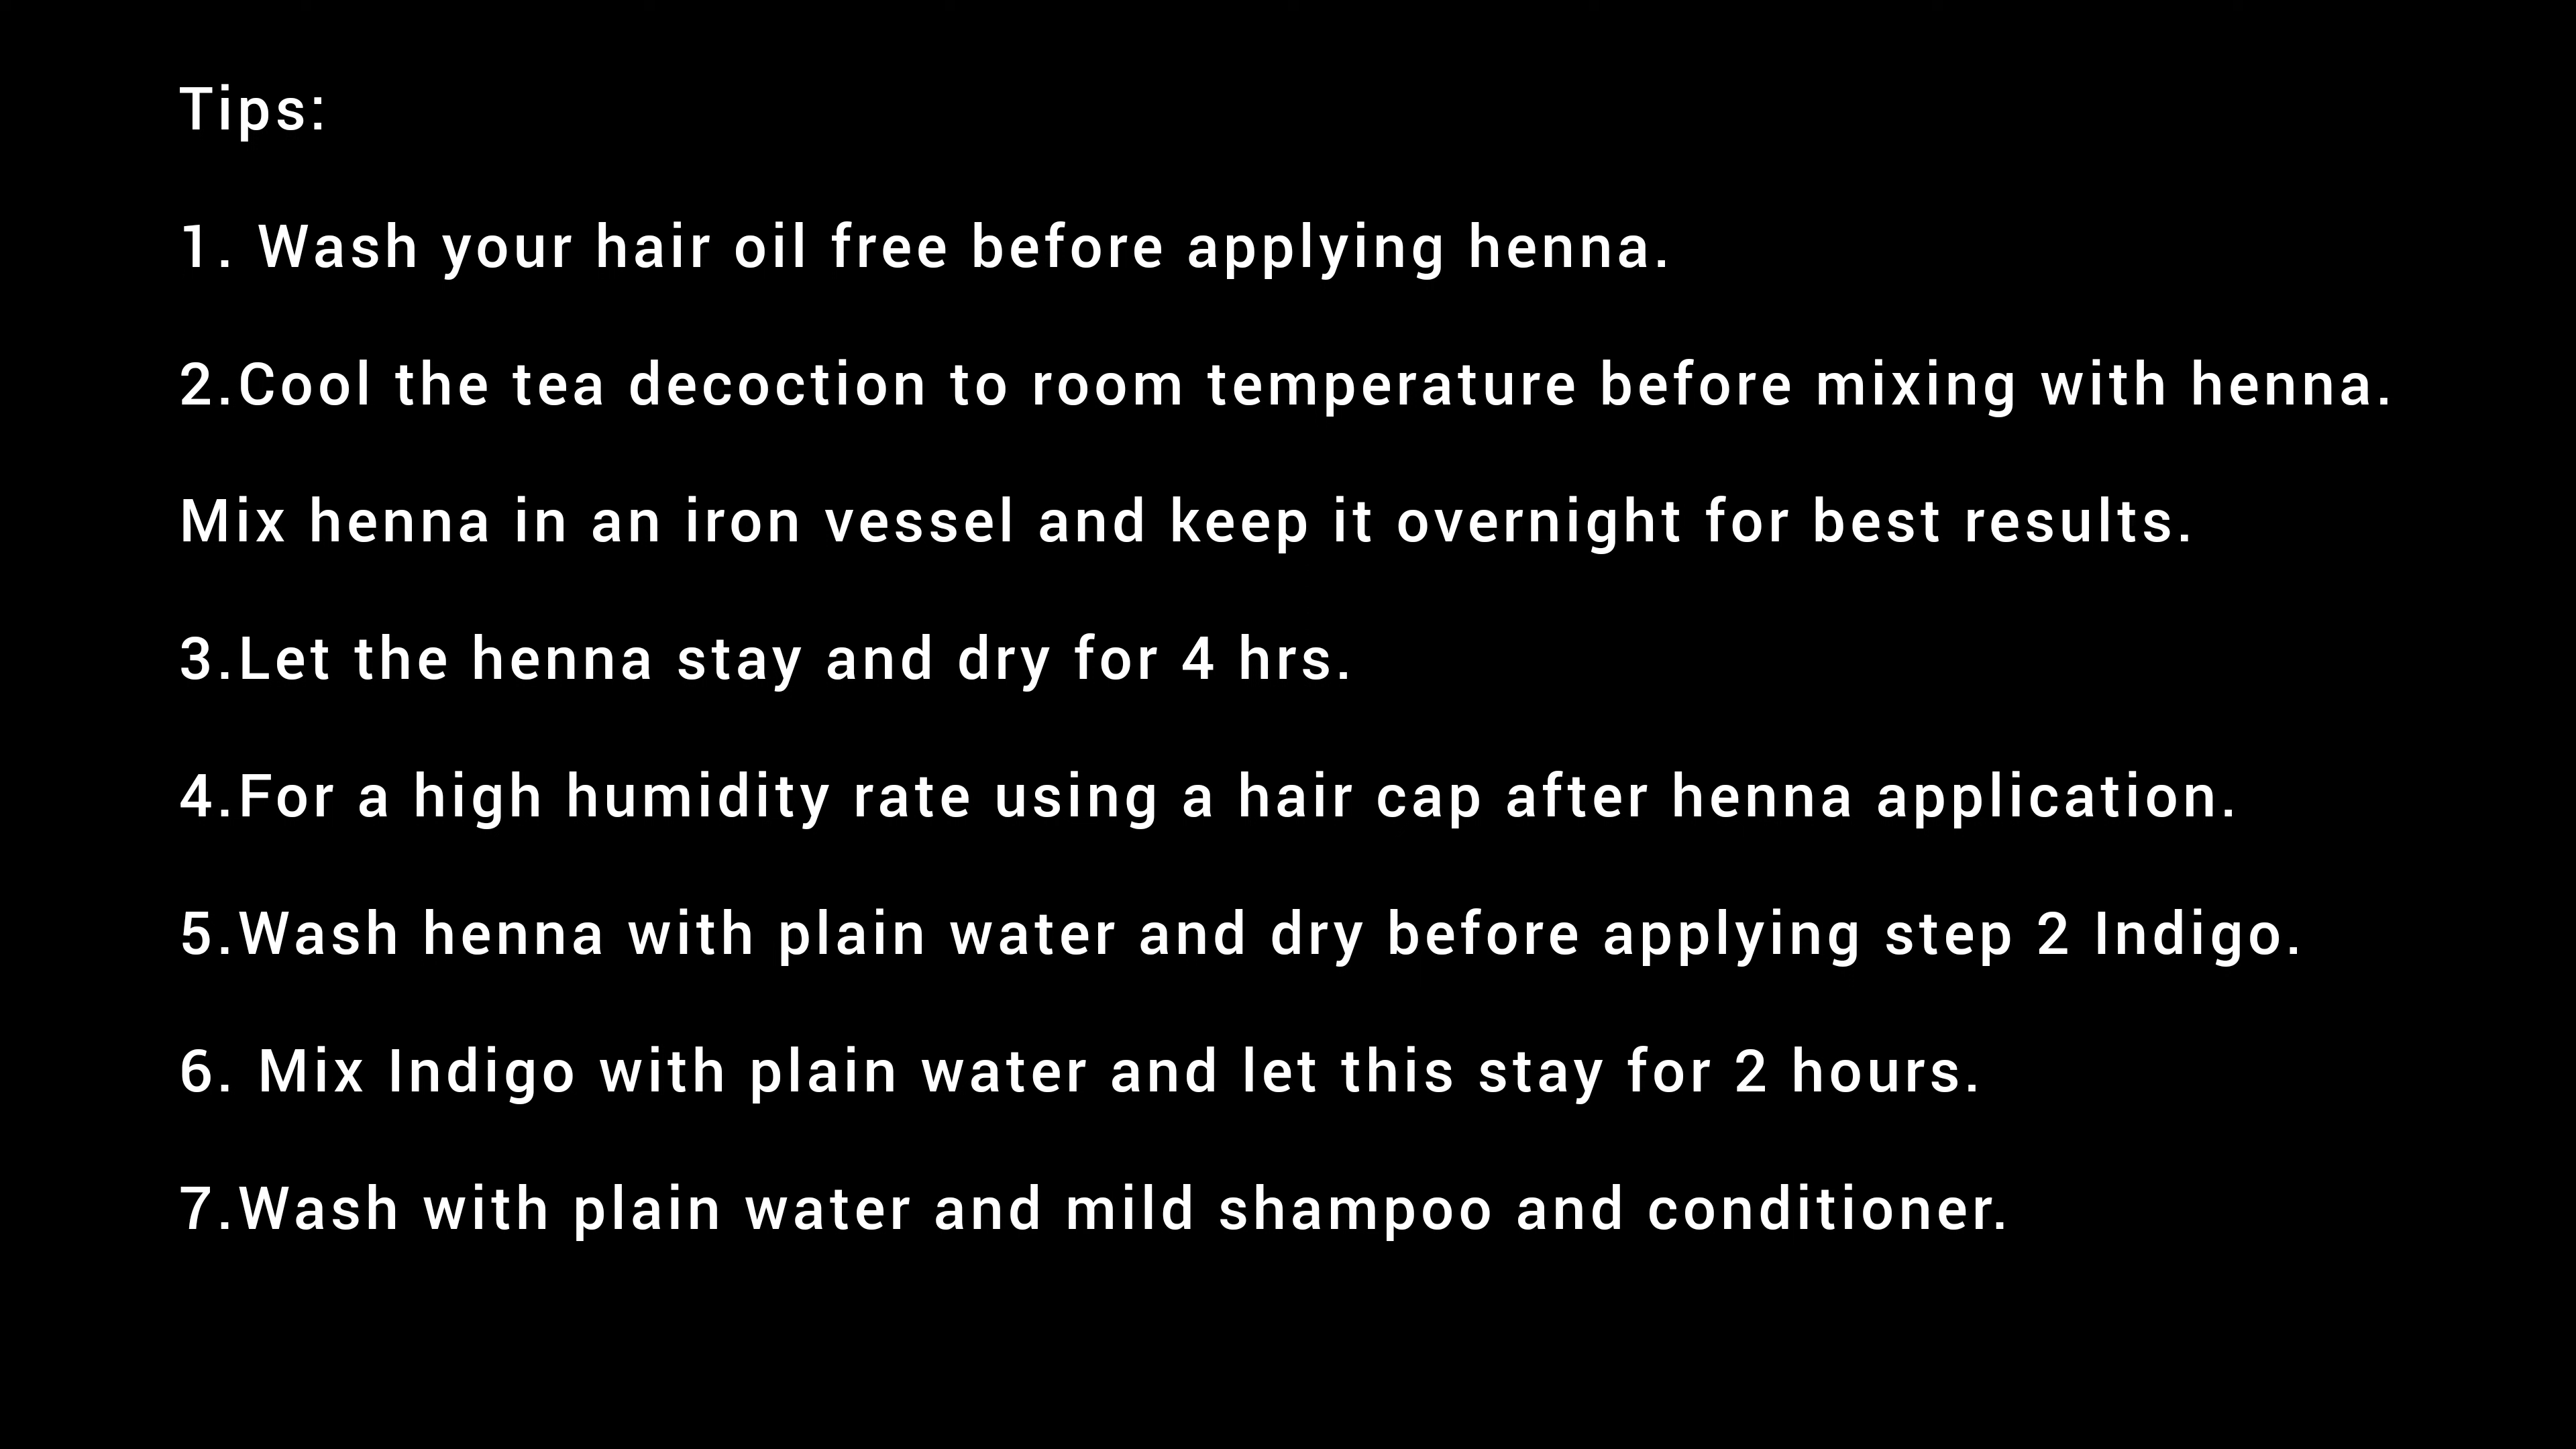 Tips:
1. Wash your hair oil free before applying henna.
2.Cool the tea decoction to room temperature before mixing with henna.
Mix henna in an iron vessel and keep it overnight for best results.
3.Let the henna stay and dry for 4 hrs.
4.For a high humidity rate using a hair cap after henna application.
5.Wash henna with plain water and dry before applying step 2 Indigo.
6. Mix Indigo with plain water and let this stay for 2 hours.
7.Wash with plain water and mild shampoo and conditioner.